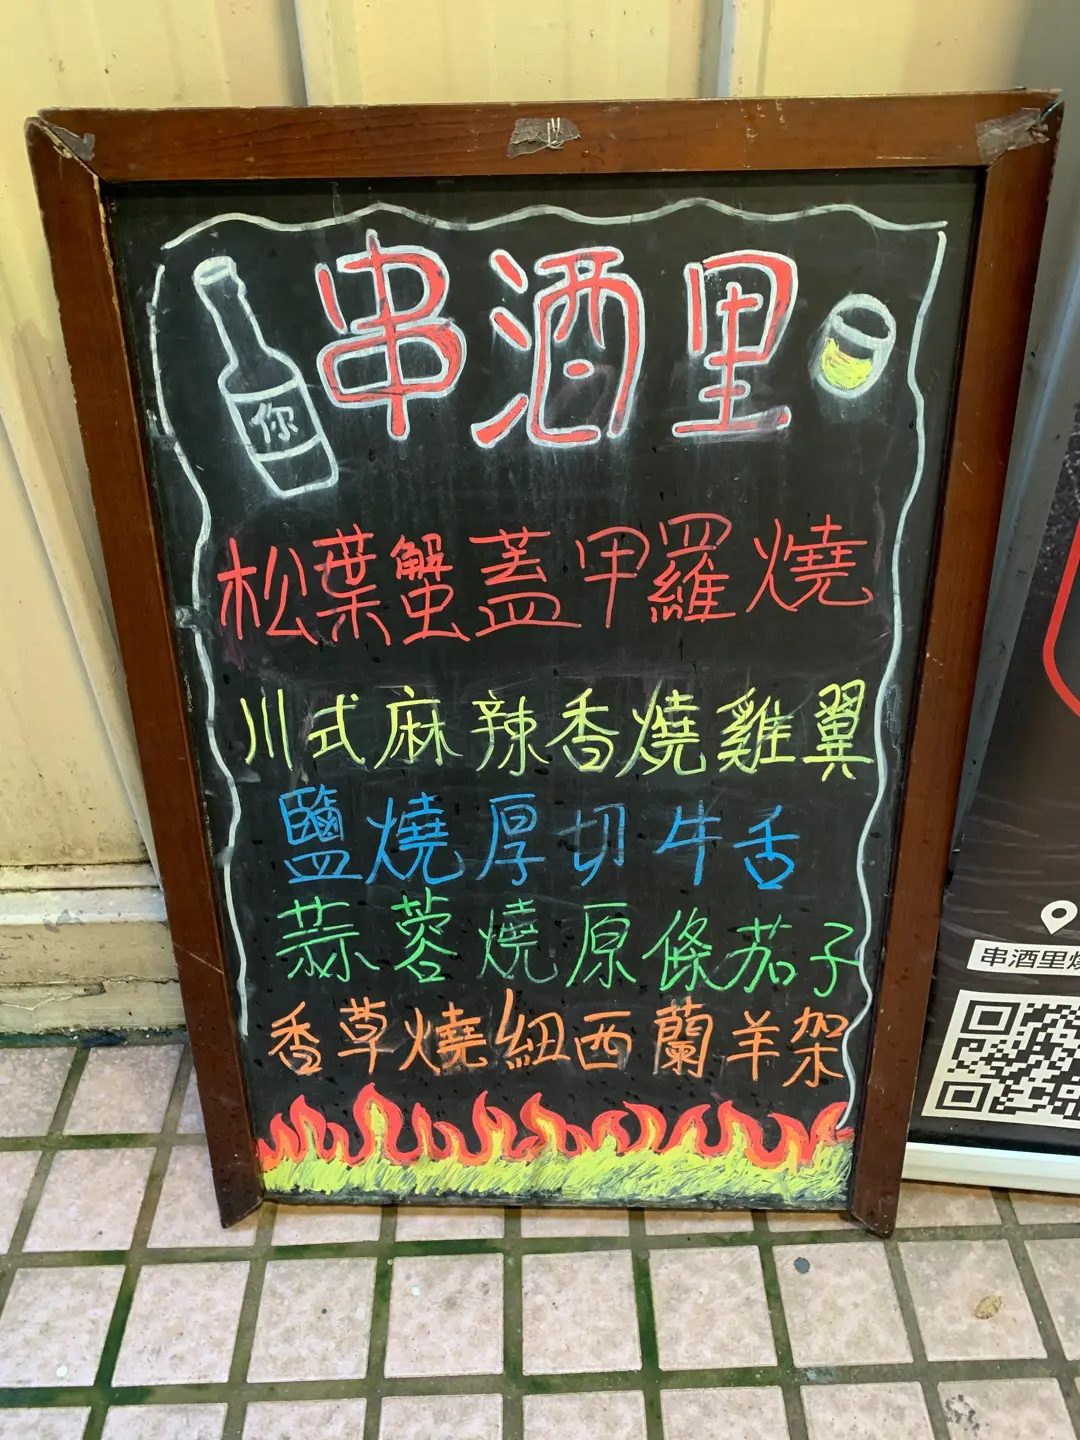 串酒里
你
松葉蟹蓋甲羅燒
川式麻辣香燒雞翼
鹽燒厚切牛舌
蒜蓉燒原條茄子
香草燒紐西蘭羊架
串酒里燒